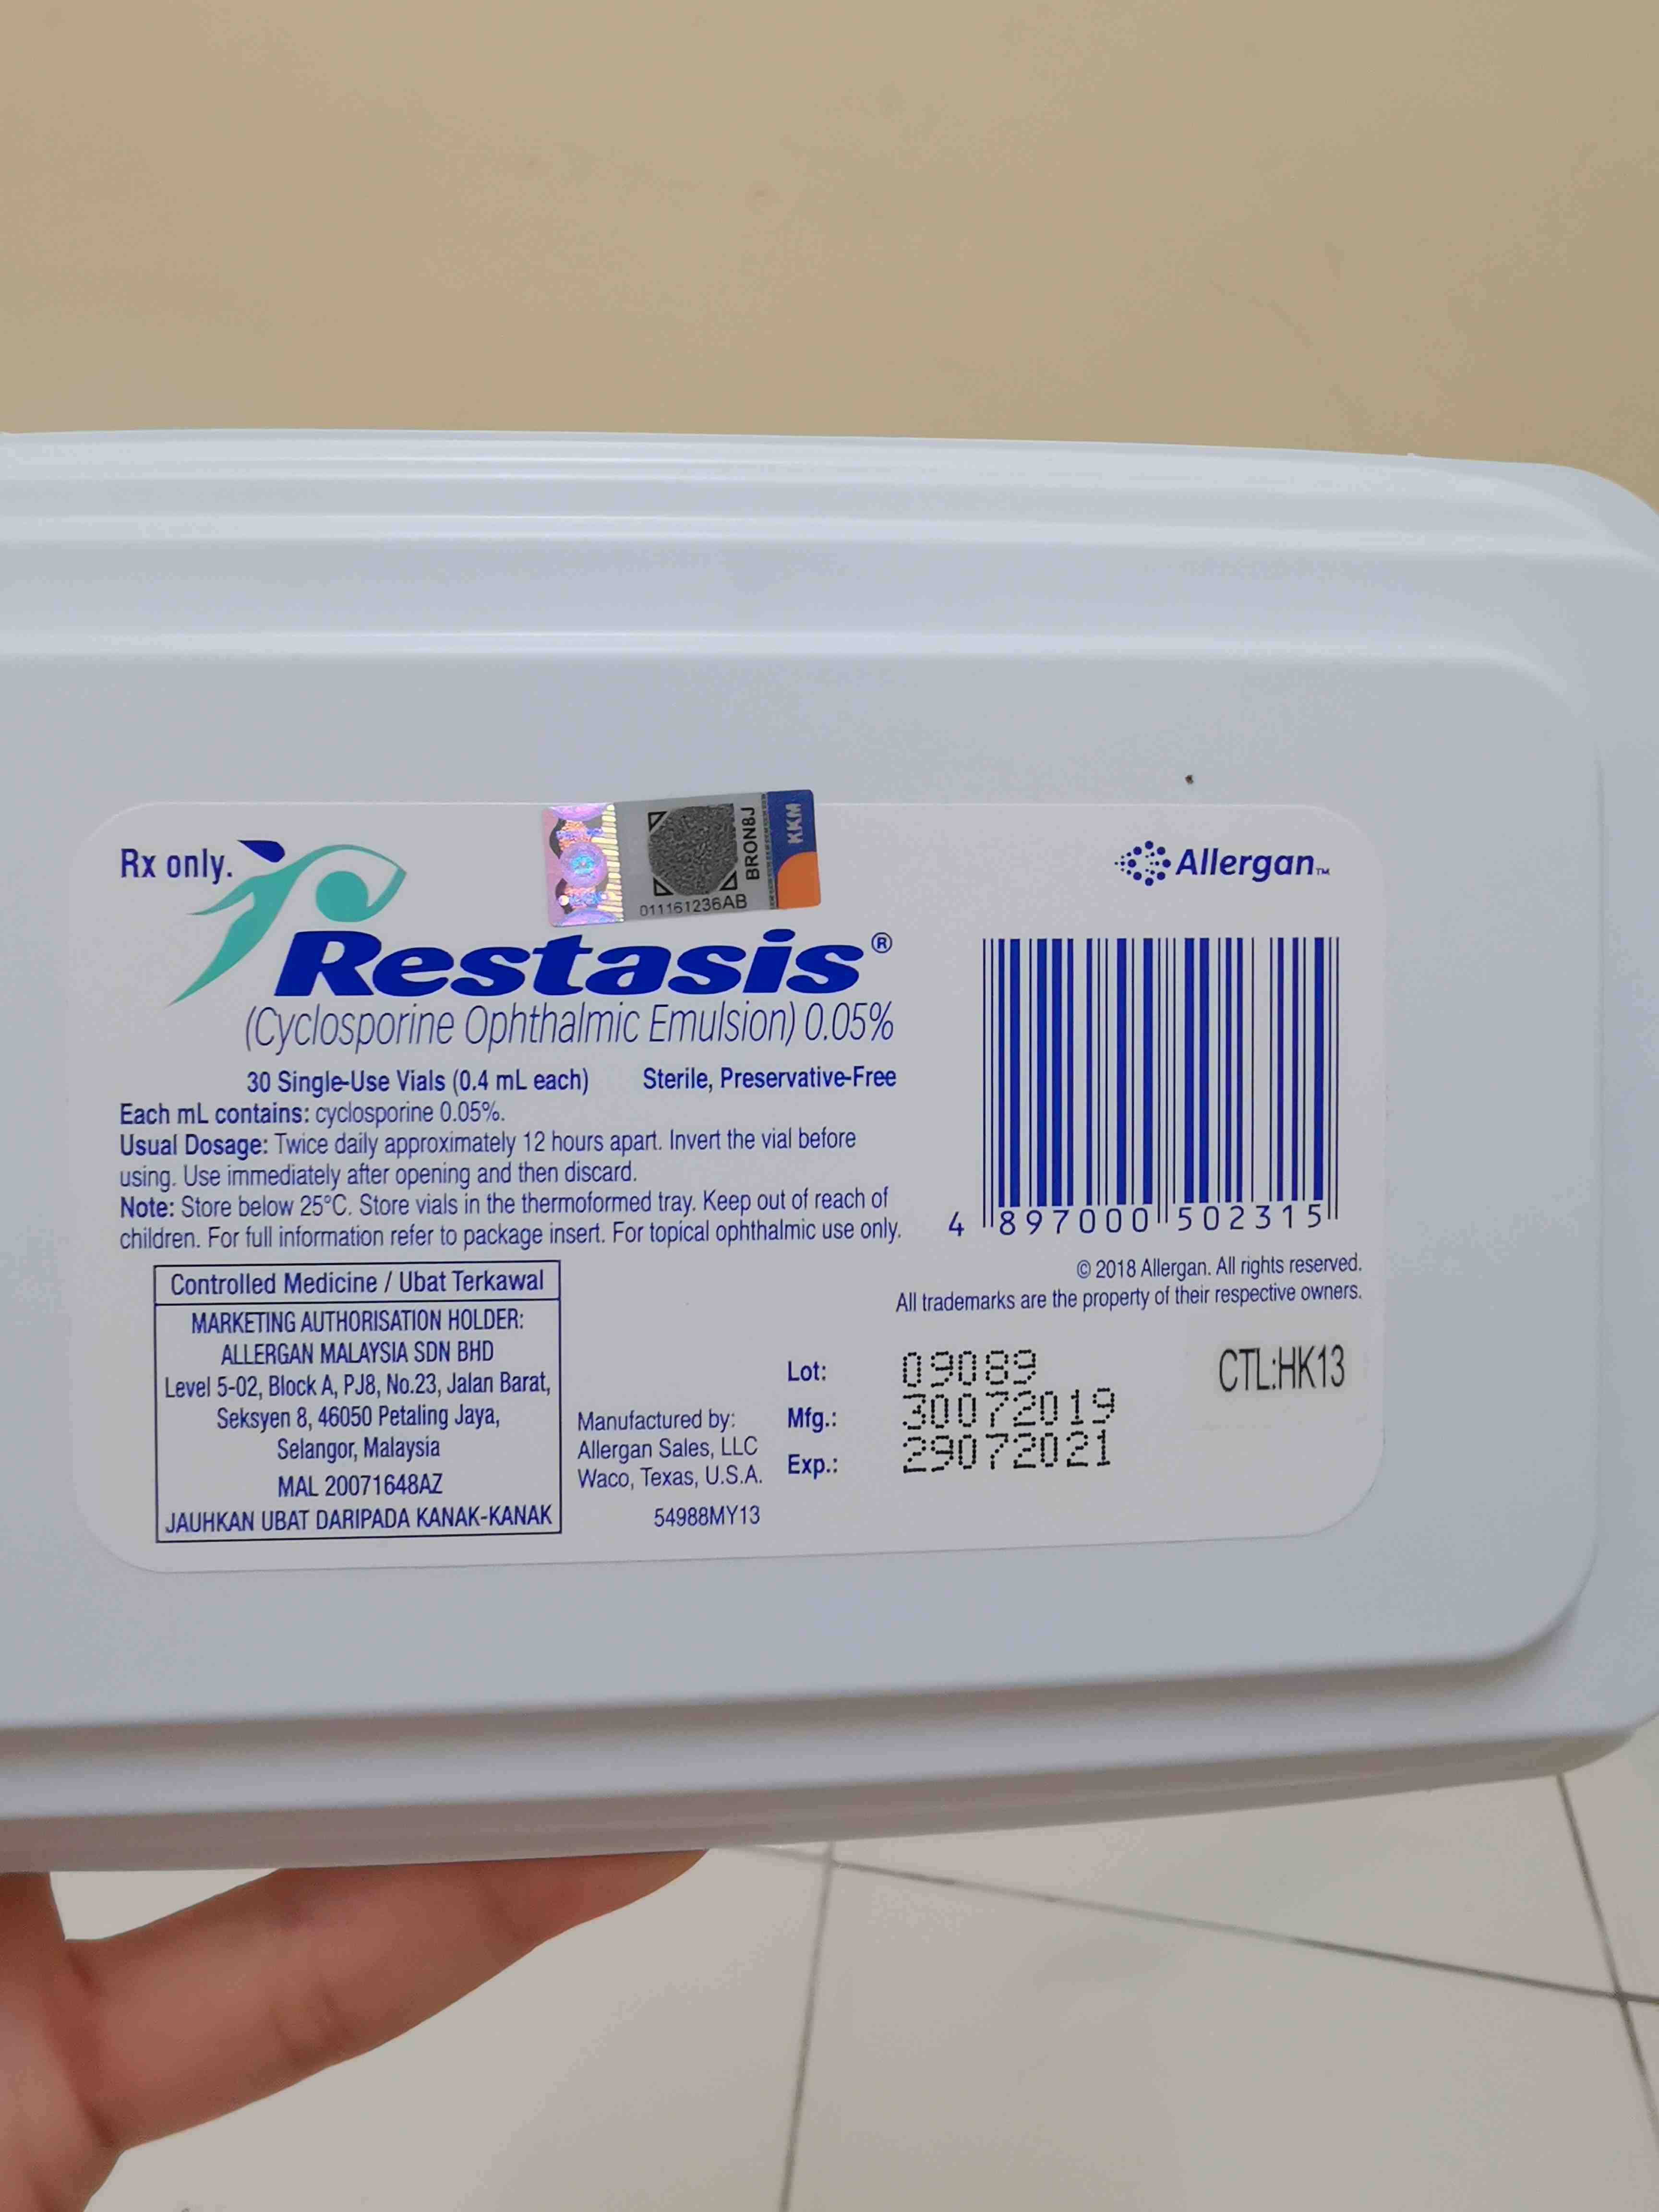 Rx only.
BRON8J
KKM
011161236AB
Allergan™
Restasis®
(Cyclosporine Ophthalmic Emulsion) 0.05%
30 Single-Use Vials (0.4 mL each) Sterile, Preservative-Free
Each mL contains: cyclosporine 0.05%.
Usual Dosage: Twice daily approximately 12 hours apart. Invert the vial before
using. Use immediately after opening and then discard.
Note: Store below 25°C. Store vials in the thermoformed tray. Keep out of reach of
children. For full information refer to package insert. For topical ophthalmic use only.
4 897000 502315
© 2018 Allergan. All rights reserved.
All trademarks are the property of their respective owners.
Controlled Medicine / Ubat Terkawal
MARKETING AUTHORISATION HOLDER:
ALLERGAN MALAYSIA SDN BHD
Level 5-02, Block A, PJ8, No.23, Jalan Barat,
Seksyen 8, 46050 Petaling Jaya,
Selangor, Malaysia
MAL 20071648AZ
JAUHKAN UBAT DARIPADA KANAK-KANAK
Manufactured by:
Allergan Sales, LLC
Waco, Texas, U.S.A.
54988MY13
Lot: 09089
Mfg.: 30072019
Exp.: 29072021
CTL:HK13